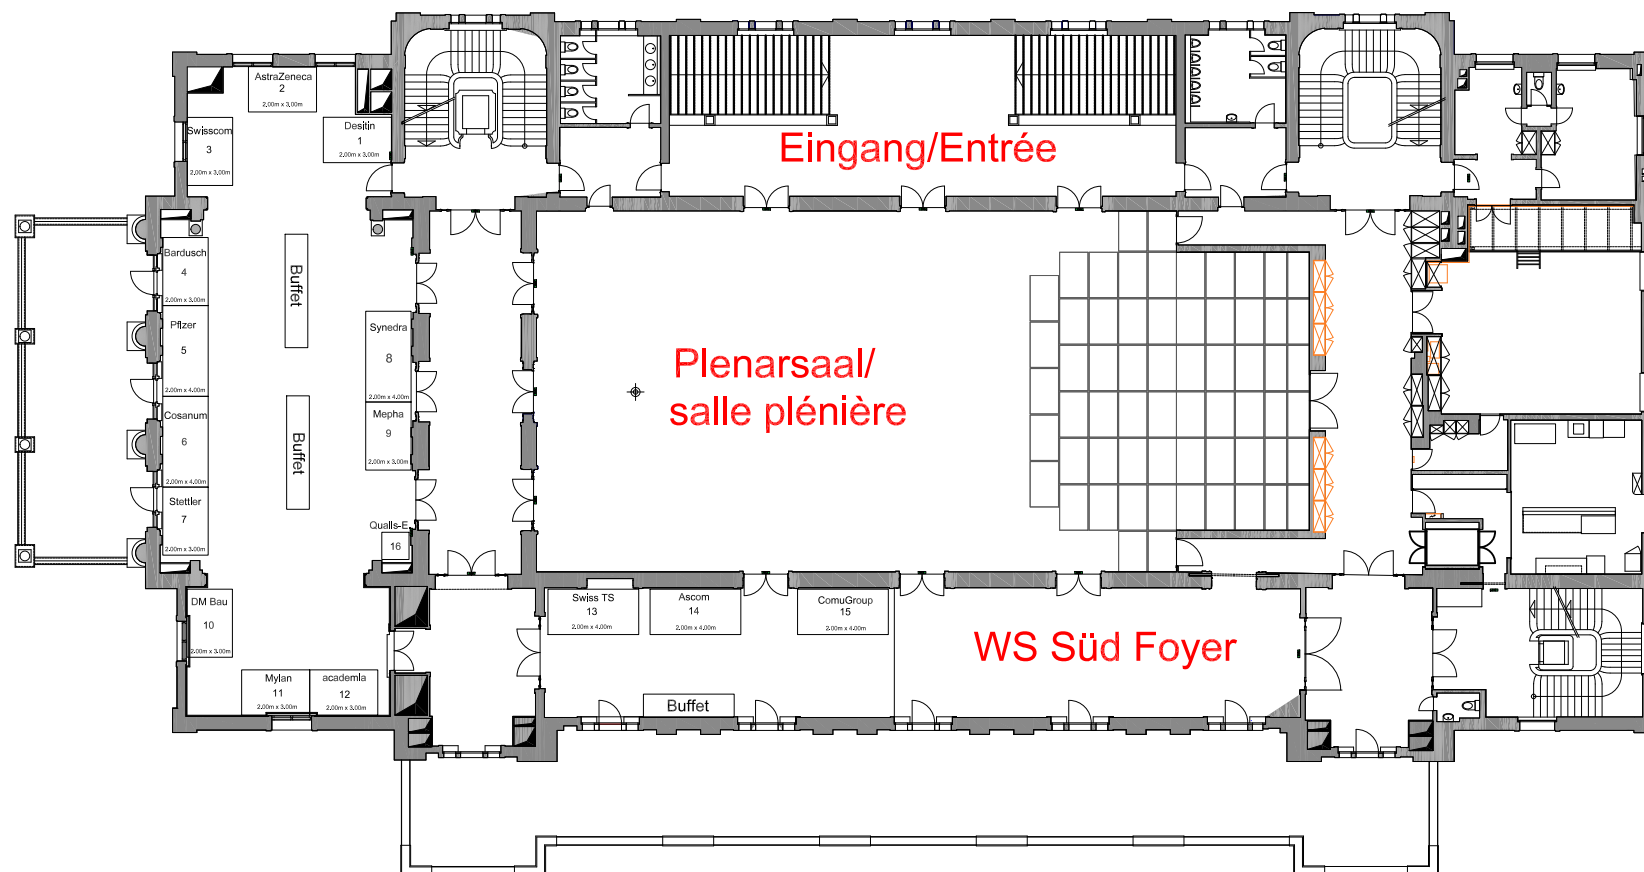 AstraZeneca
2
2.00m x 3.00m
Swisscom
3
2.00m x 3.00m
Desitin
1
2.00m x 3.00m
Eingang/Entrée
Bardusch
4
2.00m x 3.00m
Buffet
Pfizer
5
2.00m x 4.00m
Synedra
8
2.00m x 4.00m
Plenarsaal/
salle plénière
Cosanum
6
2.00m x 4.00m
Buffet
Mepha
9
2.00m x 3.00m
Stettler
7
2.00m x 3.00m
Qualis-E
16
DM Bau
10
2.00m x 3.00m
Swiss TS
13
2.00m x 4.00m
Ascom
14
2.00m x 4.00m
ComuGroup
15
2.00m x 4.00m
WS Süd Foyer
Mylan
11
2.00m x 3.00m
academia
12
2.00m x 3.00m
Buffet